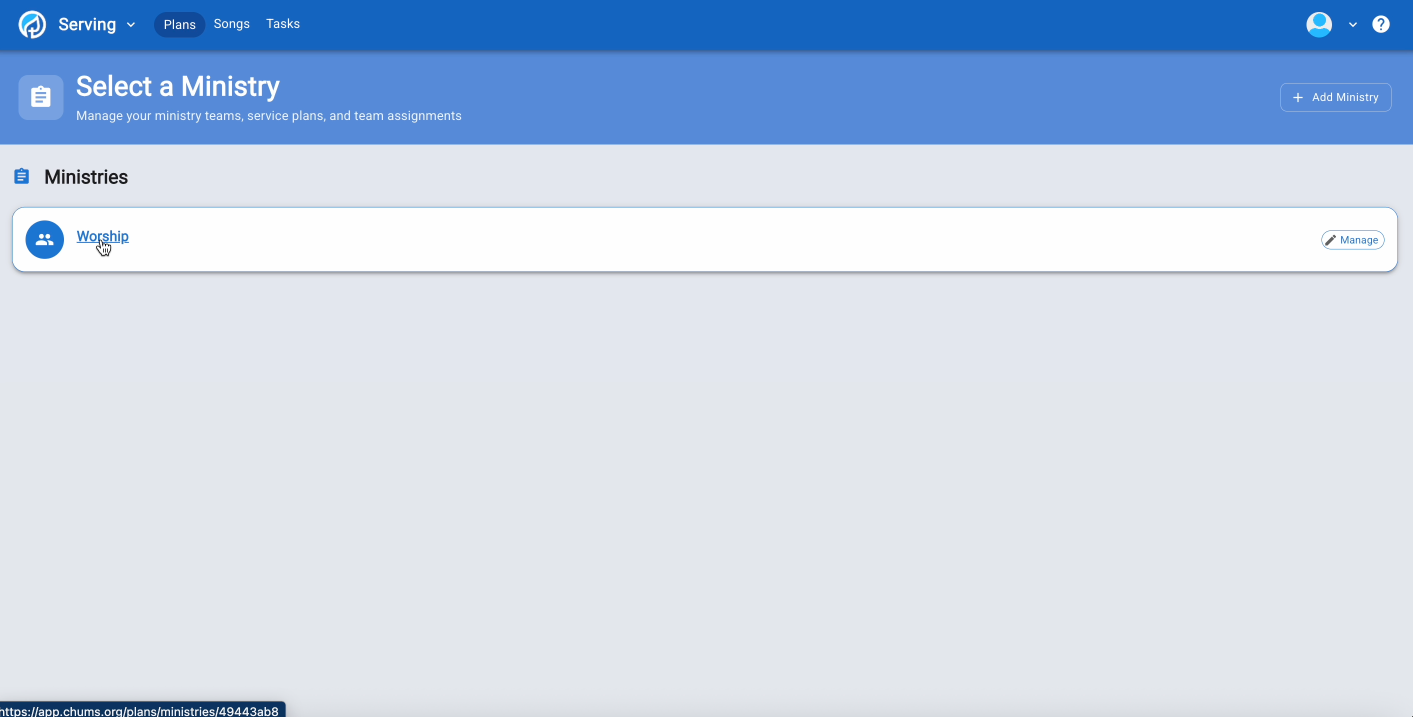 Serving
Plans
Songs
Tasks
?
Select a Ministry
Manage your ministry teams, service plans, and team assignments
+ Add Ministry
Ministries
Worship
Manage
https://app.chums.org/plans/ministries/49443ab8